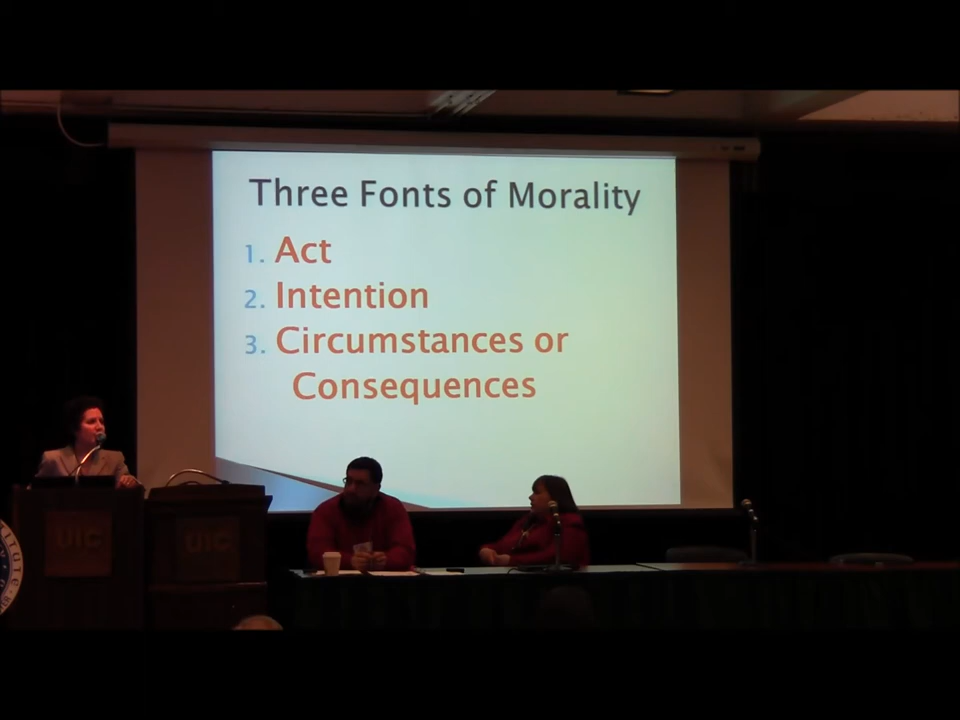 Three Fonts of Morality
1. Act
2. Intention
3. Circumstances or
Consequences
UIC
UIC